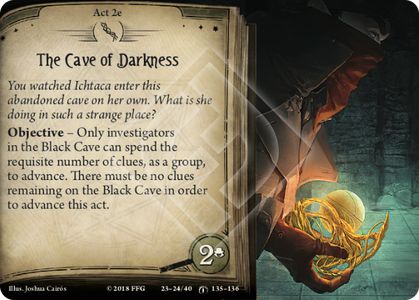 Act 2e
The Cave of Darkness
You watched Ichtaca enter this
abandoned cave on her own. What is she
doing in such a strange place?
Objective – Only investigators
in the Black Cave can spend the
requisite number of clues, as a group,
to advance. There must be no clues
remaining on the Black Cave in order
to advance this act.
2
Illus. Joshua Cairós
© 2018 FFG
23-24/40
135-136